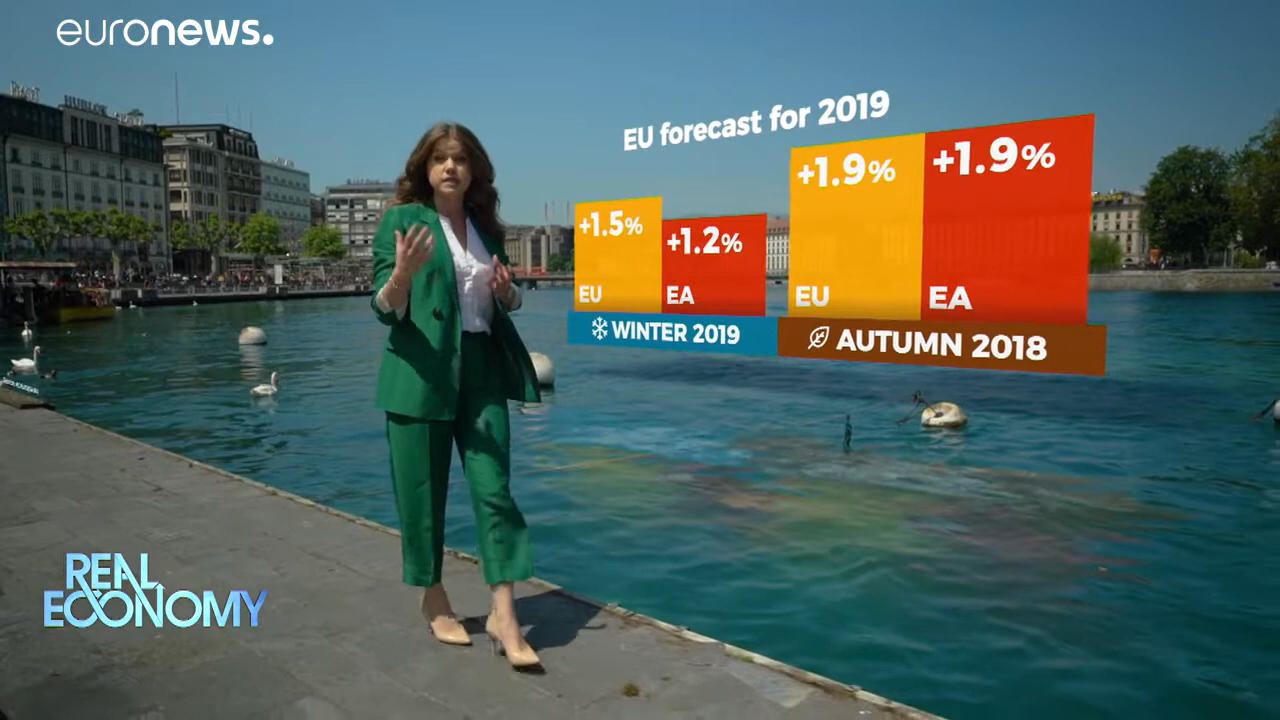 euronews.
EU forecast for 2019
+1.5%
EU
+1.2%
EA
+1.9%
EU
+1.9%
EA
WINTER 2019
AUTUMN 2018
REAL
ECONOMY